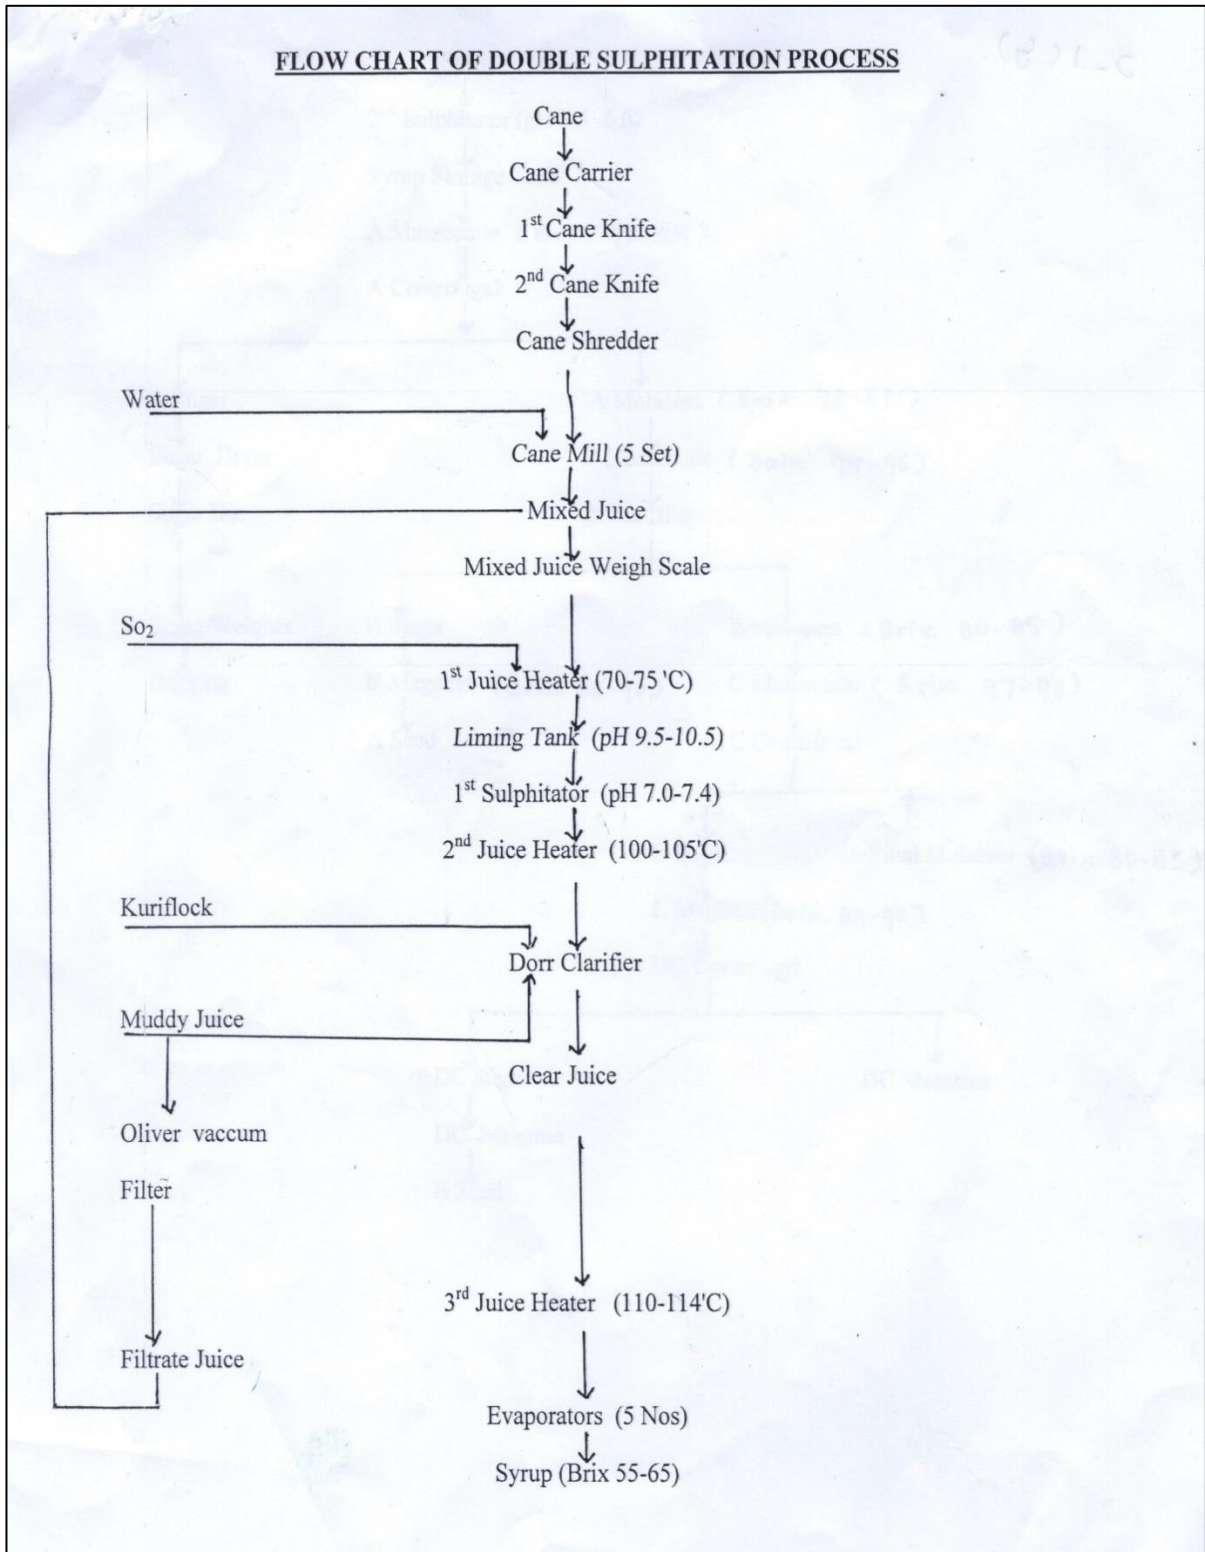 FLOW CHART OF DOUBLE SULPHITATION PROCESS
Cane
Cane Carrier
1st Cane Knife
2nd Cane Knife
Cane Shredder
Water
Cane Mill (5 Set)
Mixed Juice
Mixed Juice Weigh Scale
So2
1st Juice Heater (70-75 'C)
Liming Tank (pH 9.5-10.5)
1st Sulphitator (pH 7.0-7.4)
2nd Juice Heater (100-105'C)
Kuriflock
Dorr Clarifier
Muddy Juice
Clear Juice
Oliver vaccum
Filter
3rd Juice Heater (110-114'C)
Filtrate Juice
Evaporators (5 Nos)
Syrup (Brix 55-65)